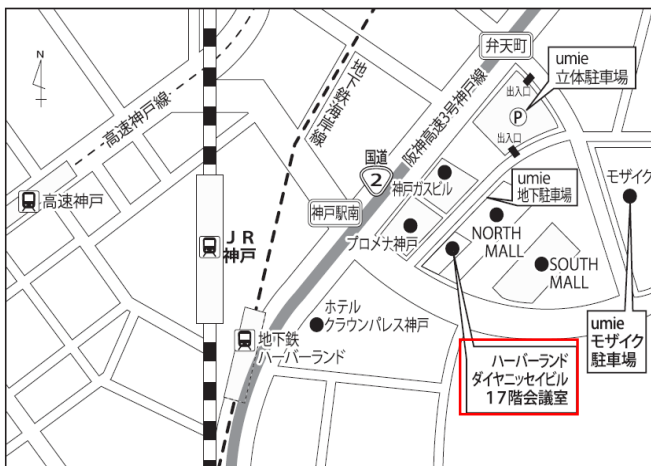 N
弁天町
umie
立体駐車場
出入口
P
出入口
高速神戸線
地下鉄海岸線
阪神高速3号神戸線
国道
2
神戸駅南
神戸ガスビル
プロメナ神戸
umie
地下駐車場
モザイク
NORTH
MALL
SOUTH
MALL
高速神戸
JR
神戸
ホテル
クラウンパレス神戸
地下鉄
ハーバーランド
umie
モザイク
駐車場
ハーバーランド
ダイヤニッセイビル
17階会議室